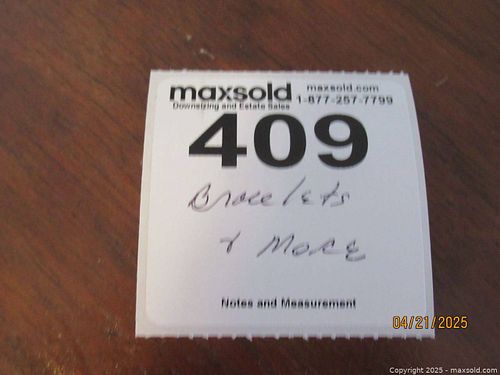 maxsold
maxsold.com
Downsizing and Estate Sales
1-877-257-7799
409
Bracelets
+ More
Notes and Measurement
04/21/2025
Copyright 2025 - maxsold.com